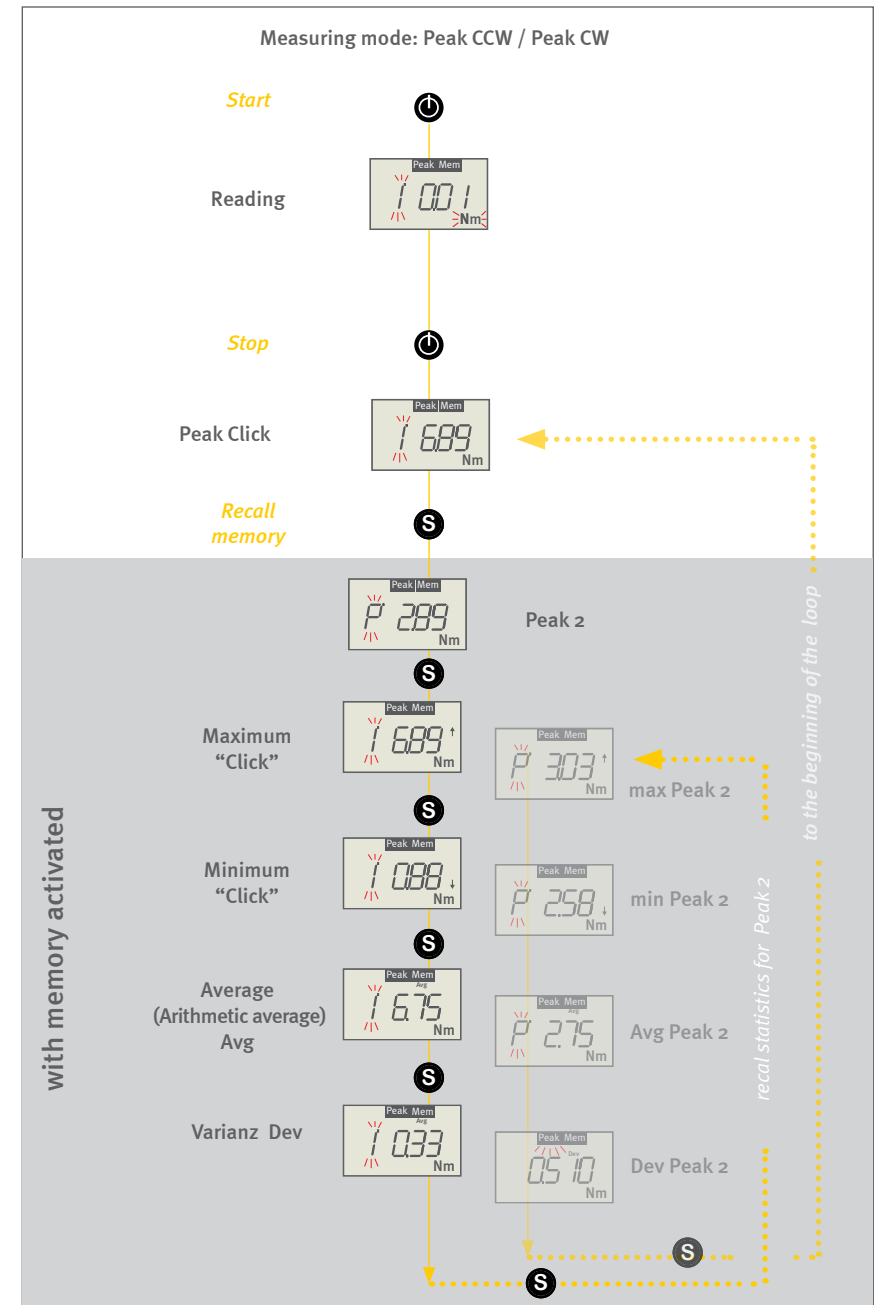 Measuring mode: Peak CCW / Peak CW
Start
Peak Mem
1 0.01
Nm
Reading
Stop
Peak Mem
1 6.89
Nm
Peak Click
Recall
memory
S
Peak Mem
P 2.89
Nm
Peak 2
S
Maximum
“Click”
Peak Mem
1 6.89 ↑
Nm
Peak Mem
P 3.03 ↑
Nm
max Peak 2
S
Minimum
“Click”
Peak Mem
1 0.88 ↓
Nm
Peak Mem
P 2.58 ↓
Nm
min Peak 2
S
Average
(Arithmetic average)
Avg
Peak Mem
Avg
1 6.75
Nm
Peak Mem
Avg
P 2.75
Nm
Avg Peak 2
S
Varianz Dev
Peak Mem
Avg
1 0.33
Nm
Peak Mem
Dev
0.510
Nm
Dev Peak 2
S
S
with memory activated
recal statistics for Peak 2
to the beginning of the loop